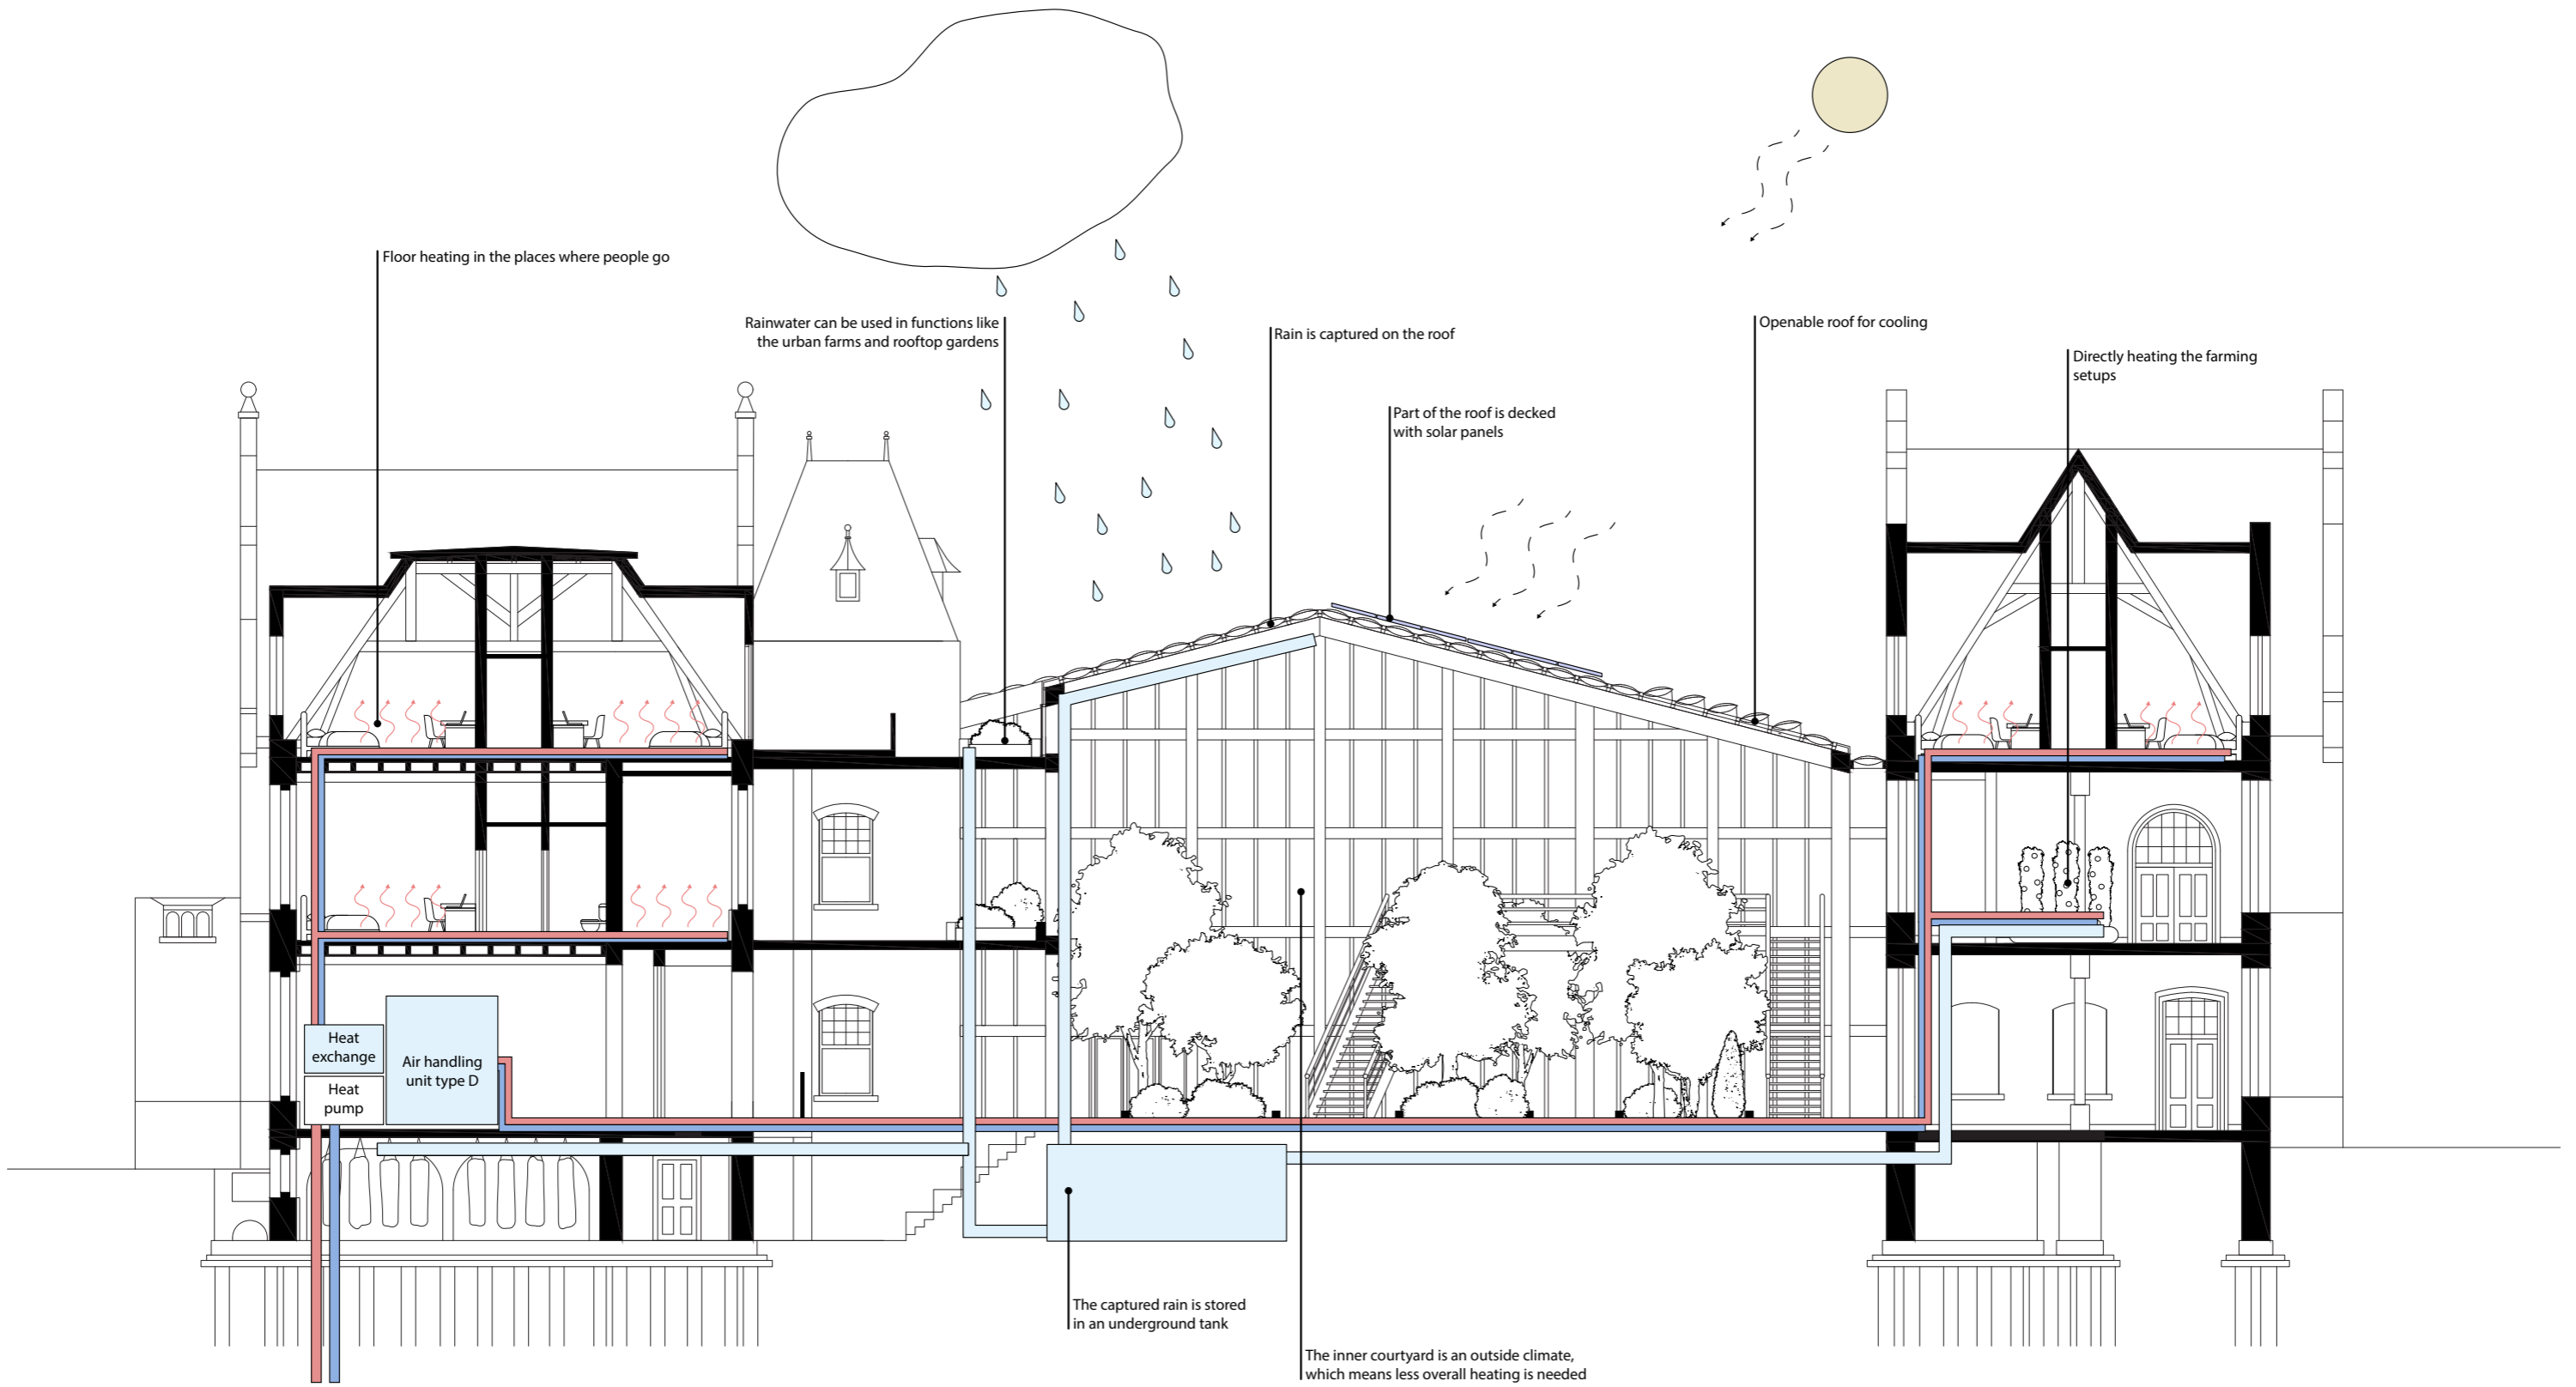 Floor heating in the places where people go
Rainwater can be used in functions like
the urban farms and rooftop gardens
Rain is captured on the roof
Openable roof for cooling
Directly heating the farming
setups
Part of the roof is decked
with solar panels
Heat
exchange
Heat
pump
Air handling
unit type D
The captured rain is stored
in an underground tank
The inner courtyard is an outside climate,
which means less overall heating is needed